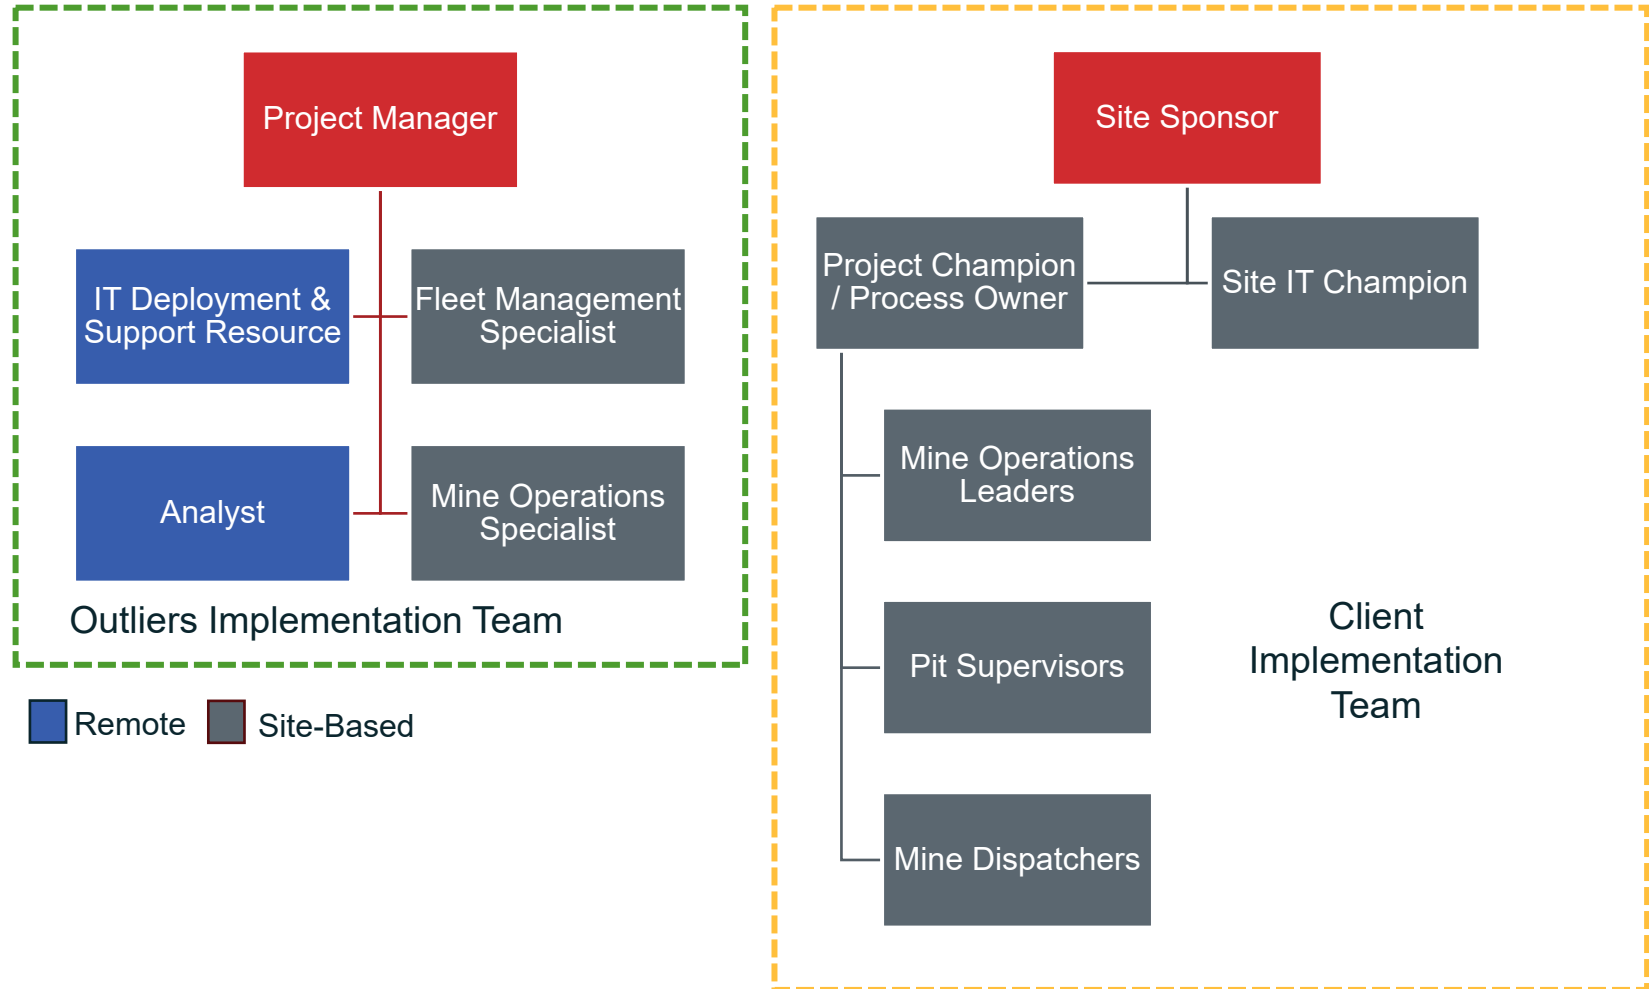 Project Manager
IT Deployment &
Support Resource
Fleet Management
Specialist
Analyst
Mine Operations
Specialist
Outliers Implementation Team
Remote
Site-Based
Site Sponsor
Project Champion
/ Process Owner
Site IT Champion
Mine Operations
Leaders
Pit Supervisors
Mine Dispatchers
Client
Implementation
Team